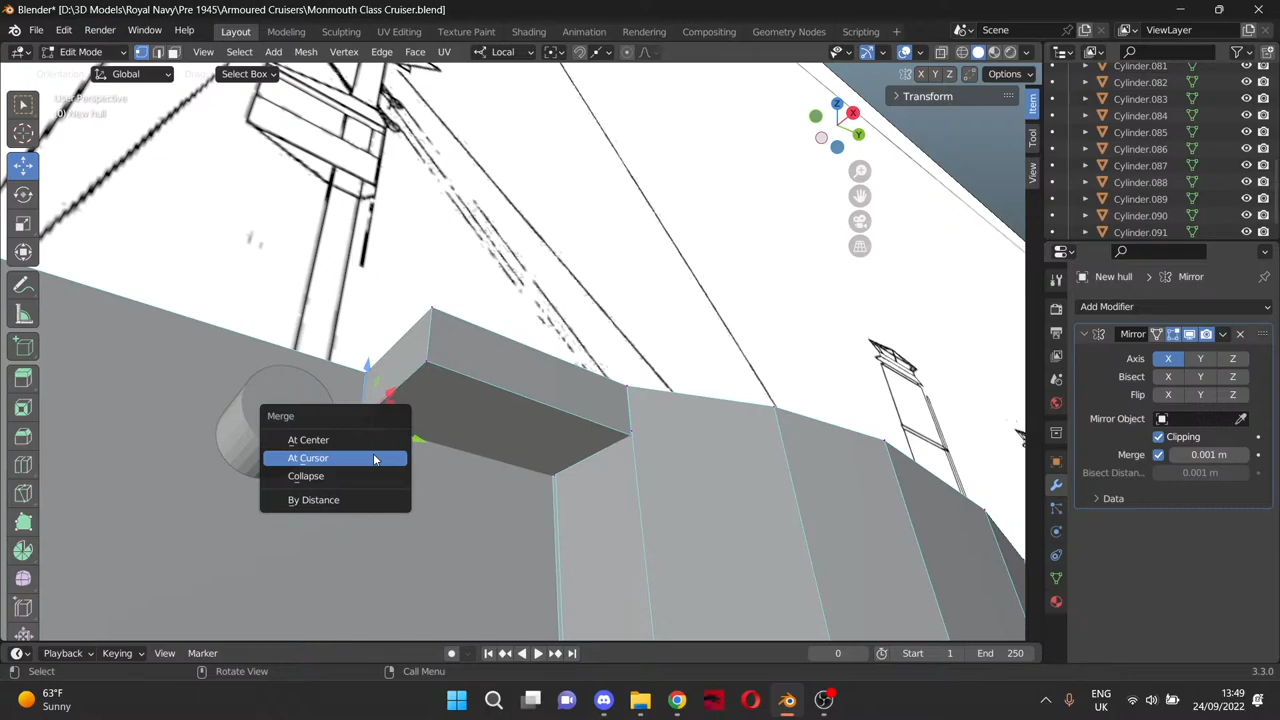 Blender* [D:\3D Models\Royal Navy\Pre 1945\Armoured Cruisers\Monmouth Class Cruiser.blend]
File Edit Render Window Help Layout Modeling Sculpting UV Editing Texture Paint Shading Animation Rendering Compositing Geometry Nodes Scripting Scene ViewLayer
Edit Mode View Select Add Mesh Vertex Edge Face UV Local
Orientation: Global Drag: Select Box X Y Z Options
User Perspective
(0) New hull
Transform
Item
Tool
View
Cylinder.081
Cylinder.082
Cylinder.083
Cylinder.084
Cylinder.085
Cylinder.086
Cylinder.087
Cylinder.088
Cylinder.089
Cylinder.090
Cylinder.091
New hull Mirror
Add Modifier
Mirror
Axis X Y Z
Bisect X Y Z
Flip X Y Z
Mirror Object
Clipping
Merge 0.001 m
Bisect Distan... 0.001 m
Data
Z
X
Y
Merge
At Center
At Cursor
Collapse
By Distance
Playback Keying View Marker 0 Start 1 End 250
Select Rotate View Call Menu 3.3.0
63°F
Sunny
ENG
UK
13:49
24/09/2022